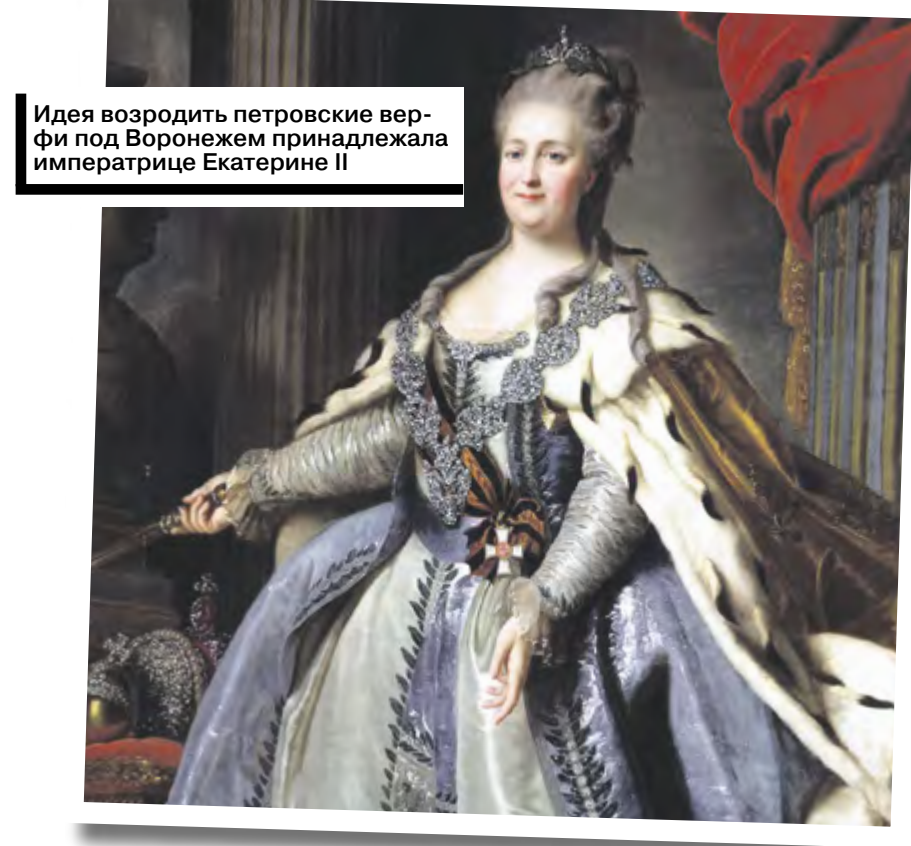 Идея возродить петровские вер-
фи под Воронежем принадлежала
императрице Екатерине II